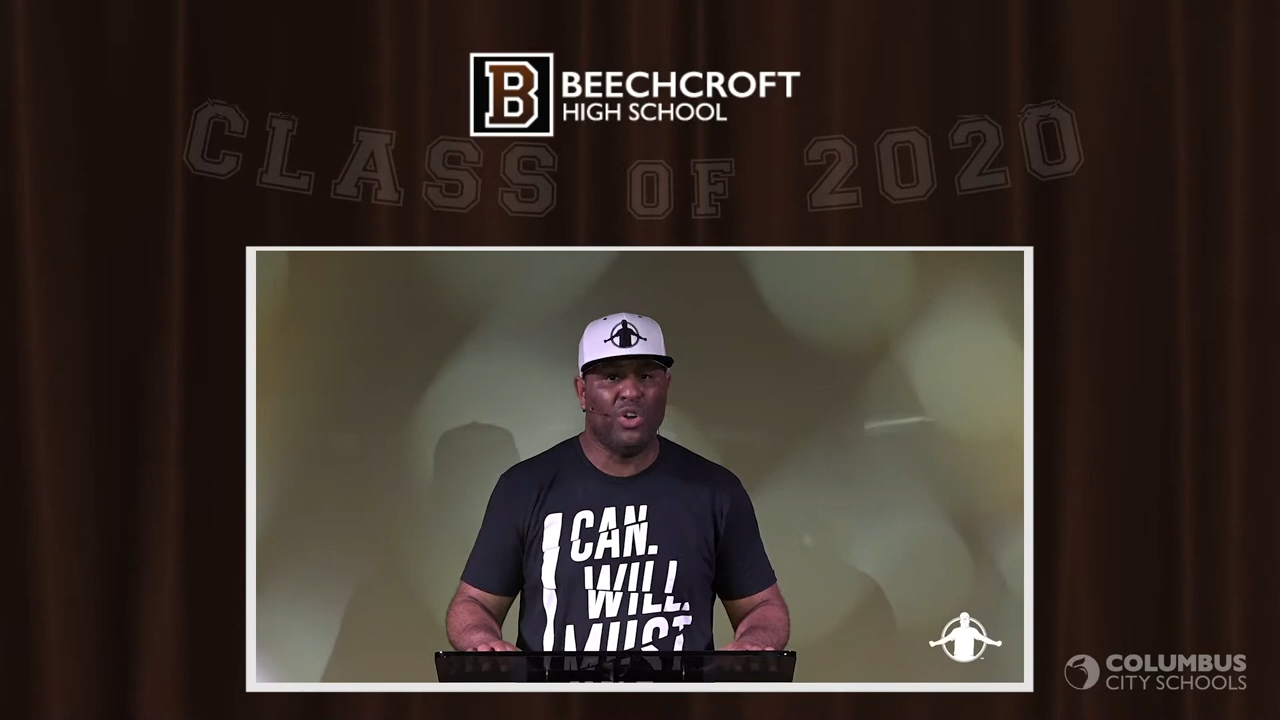 B
BEECHCROFT
HIGH SCHOOL
CLASS OF 2020
I CAN.
WILL.
MUST.
COLUMBUS
CITY SCHOOLS